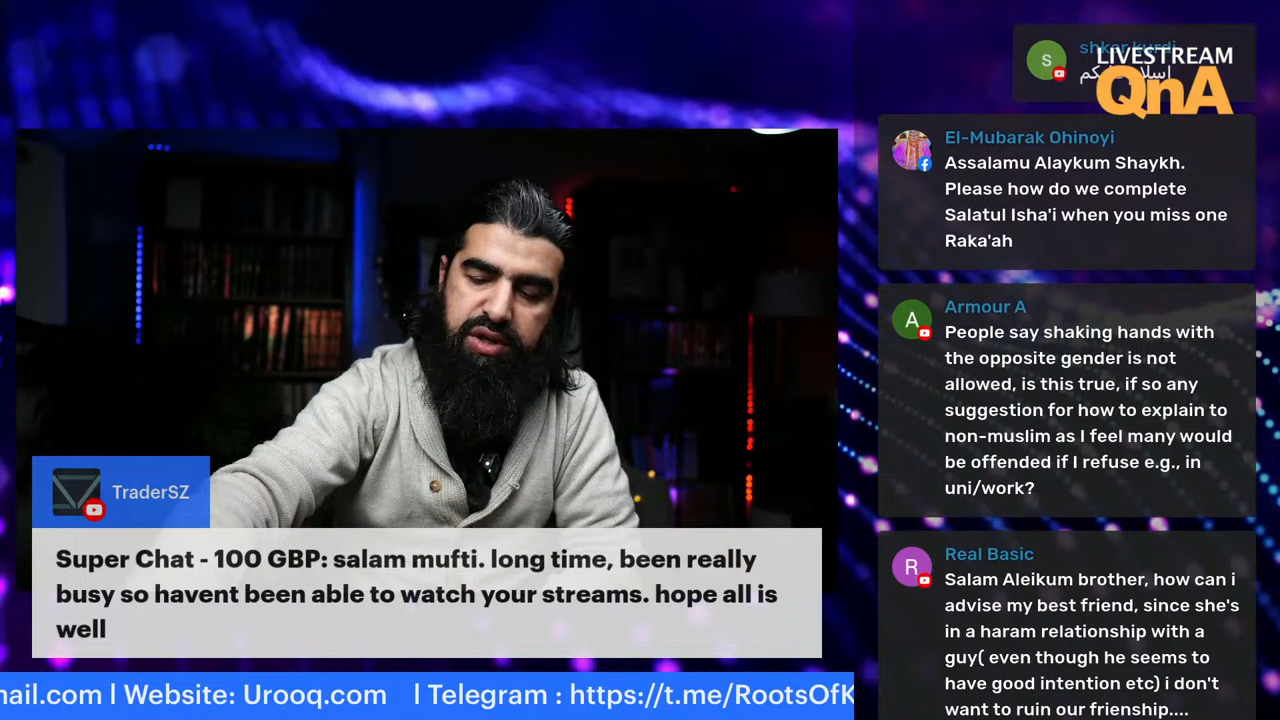 shkar kurdi
LIVESTREAM
QnA
S
El-Mubarak Ohinoyi
Assalamu Alaykum Shaykh.
Please how do we complete
Salatul Isha'i when you miss one
Raka'ah
A
Armour A
People say shaking hands with
the opposite gender is not
allowed, is this true, if so any
suggestion for how to explain to
non-muslim as I feel many would
be offended if I refuse e.g., in
uni/work?
R
Real Basic
Salam Aleikum brother, how can i
advise my best friend, since she's
in a haram relationship with a
guy( even though he seems to
have good intention etc) i don't
want to ruin our frienship....
TraderSZ
Super Chat - 100 GBP: salam mufti. long time, been really
busy so havent been able to watch your streams. hope all is
well
nail.com l Website: Urooq.com l Telegram : https://t.me/RootsOfK